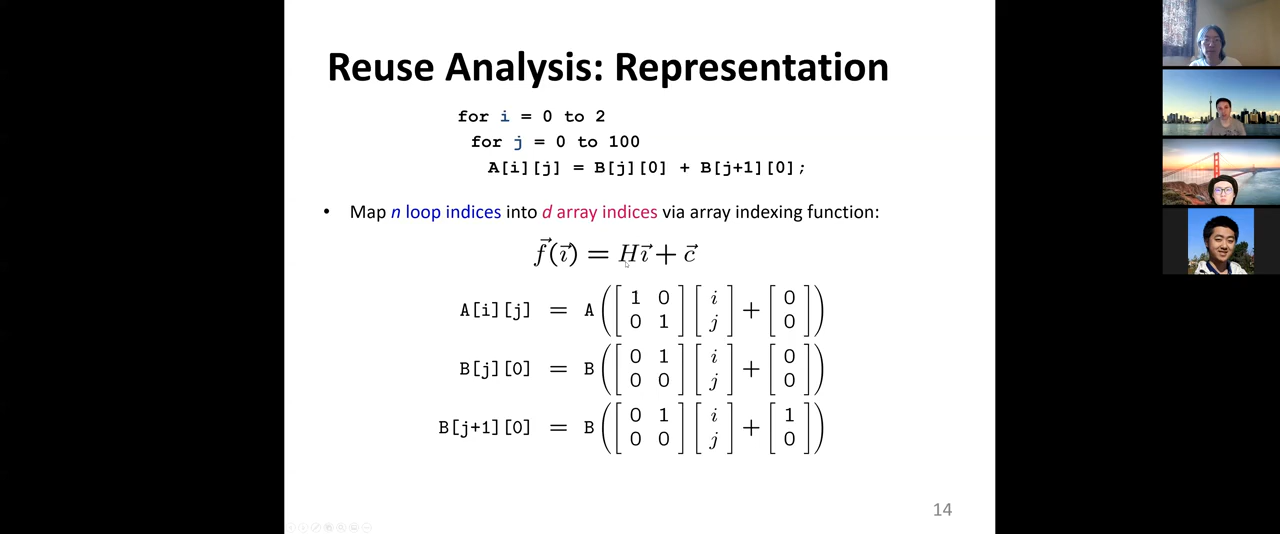 Reuse Analysis: Representation
for i = 0 to 2
for j = 0 to 100
A[i][j] = B[j][0] + B[j+1][0];
• Map n loop indices into d array indices via array indexing function:
f⃗(i⃗) = Hi⃗ + c⃗
A[i][j] = A([1 0; 0 1][i; j] + [0; 0])
B[j][0] = B([0 1; 0 0][i; j] + [0; 0])
B[j+1][0] = B([0 1; 0 0][i; j] + [1; 0])
14